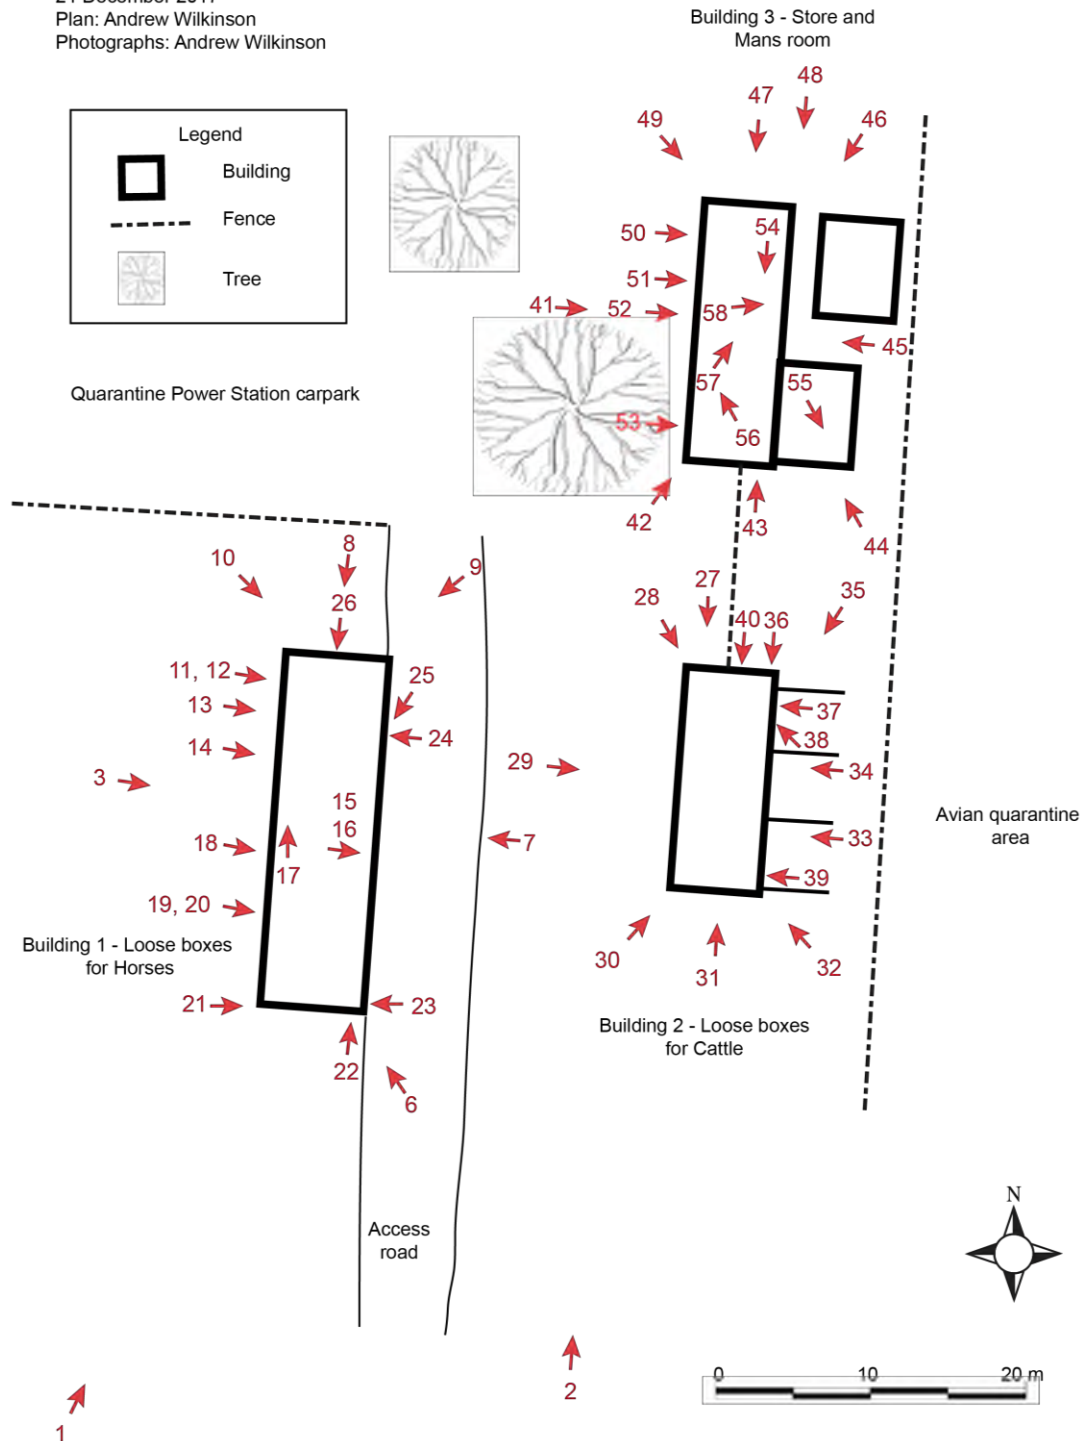 Plan: Andrew Wilkinson
Photographs: Andrew Wilkinson
Building 3 - Store and
Mans room
Legend
Building
Fence
Tree
48
47
49
46
50
54
51
41
52
58
45
57
55
53
56
42
43
44
Quarantine Power Station carpark
8
10
9
26
27
28
35
40
36
11, 12
25
13
37
24
38
14
29
34
3
15
16
7
33
18
17
39
19, 20
Building 1 - Loose boxes
for Horses
30
31
32
21
23
Building 2 - Loose boxes
for Cattle
22
6
Avian quarantine
area
Access
road
N
0 10 20 m
2
1